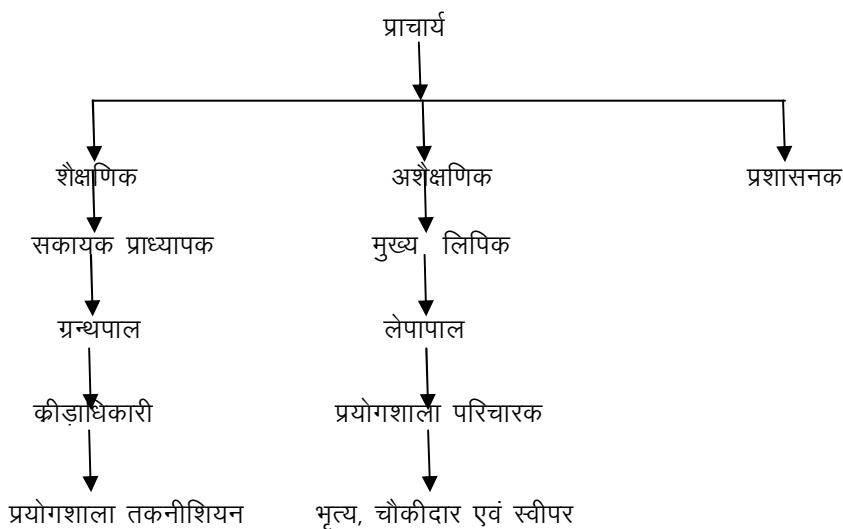 प्राचार्य
शैक्षणिक अशैक्षणिक प्रशासनक
सकायक प्राध्यापक मुख्य लिपिक
ग्रन्थपाल लेपापाल
क्रीड़ाधिकारी प्रयोगशाला परिचारक
प्रयोगशाला तकनीशियन भृत्य, चौकीदार एवं स्वीपर